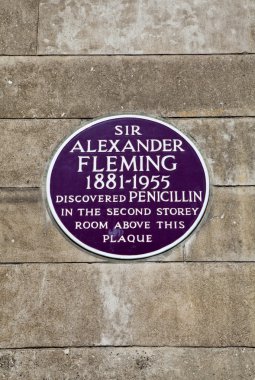 SIR
ALEXANDER
FLEMING
1881-1955
DISCOVERED PENICILLIN
IN THE SECOND STOREY
ROOM ABOVE THIS
PLAQUE